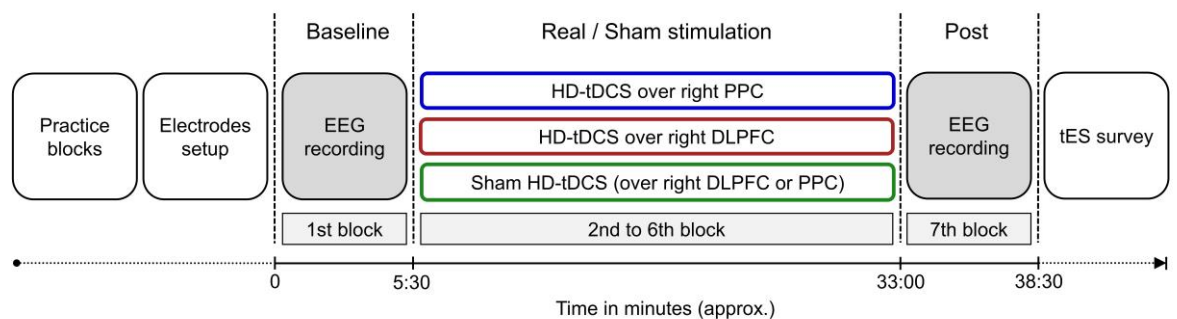 Baseline
Real / Sham stimulation
Post
Practice
blocks
Electrodes
setup
EEG
recording
HD-tDCS over right PPC
HD-tDCS over right DLPFC
Sham HD-tDCS (over right DLPFC or PPC)
EEG
recording
tES survey
1st block
2nd to 6th block
7th block
0
5:30
33:00
38:30
Time in minutes (approx.)